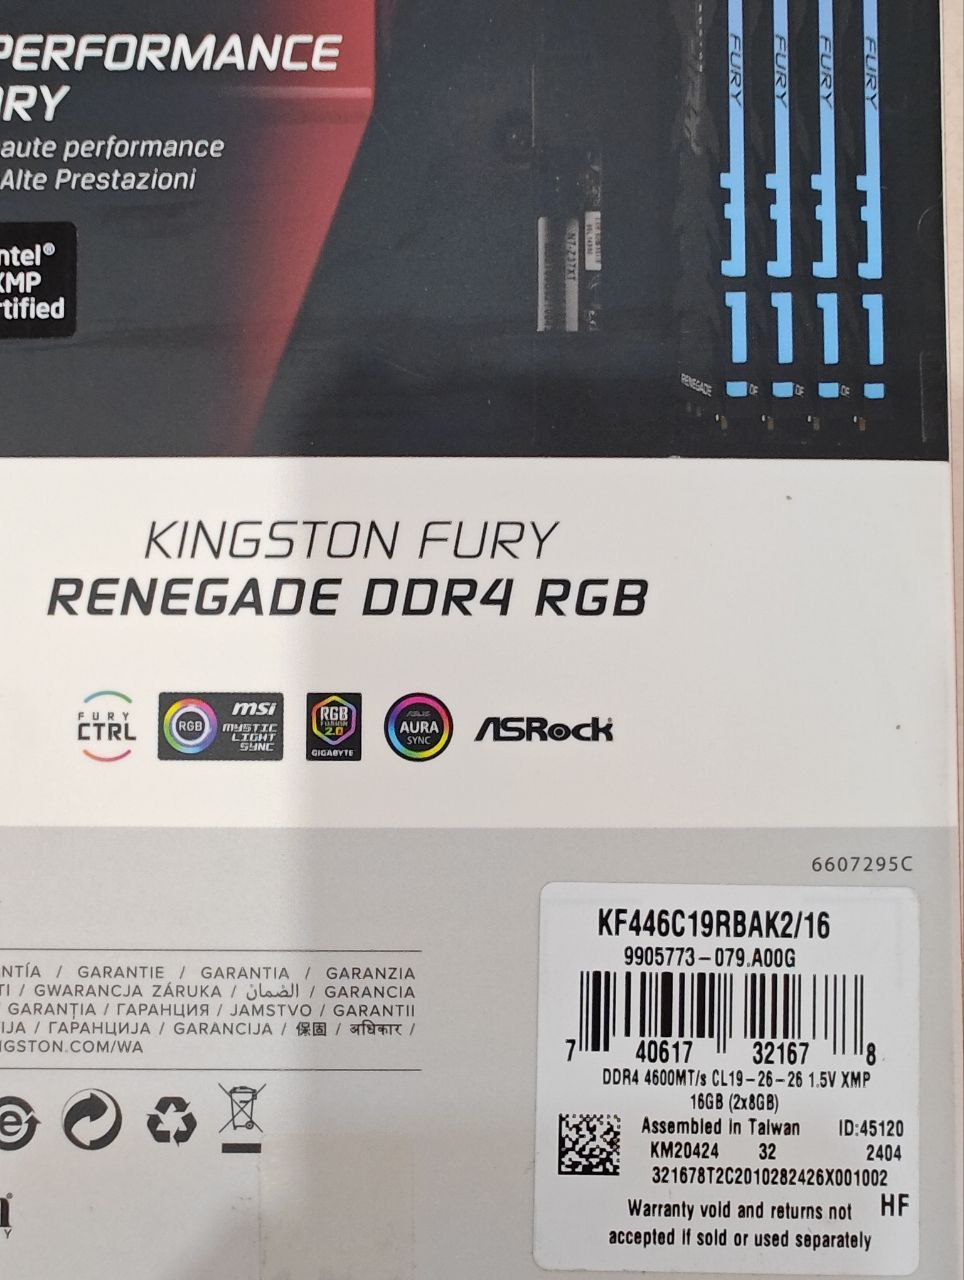 PERFORMANCE
ORY
aute performance
Alte Prestazioni
ntel®
XMP
rtified
FURY FURY FURY FURY
RENEGADE
KINGSTON FURY
RENEGADE DDR4 RGB
FURY
CTRL
RGB
msi
MYSTIC
LIGHT
SYNC
RGB
FUSION
2.0
GIGABYTE
ASUS
AURA
SYNC
ASRock
6607295C
NTÍA / GARANTIE / GARANTIA / GARANZIA
TI / GWARANCJA ZÁRUKA / الضمان / GARANCIA
GARANȚIA / ГАРАНЦИЯ / JAMSTVO / GARANTII
IJA / ГАРАНЦИЈА / GARANCIJA / 保固 / अधिकार /
NGSTON.COM/WA
KF446C19RBAK2/16
9905773-079.A00G
7 40617 32167 8
DDR4 4600MT/s CL19-26-26 1.5V XMP
16GB (2x8GB)
Assembled in Taiwan ID:45120
KM20424 32 2404
321678T2C2010282426X001002
Warranty void and returns not HF
accepted if sold or used separately